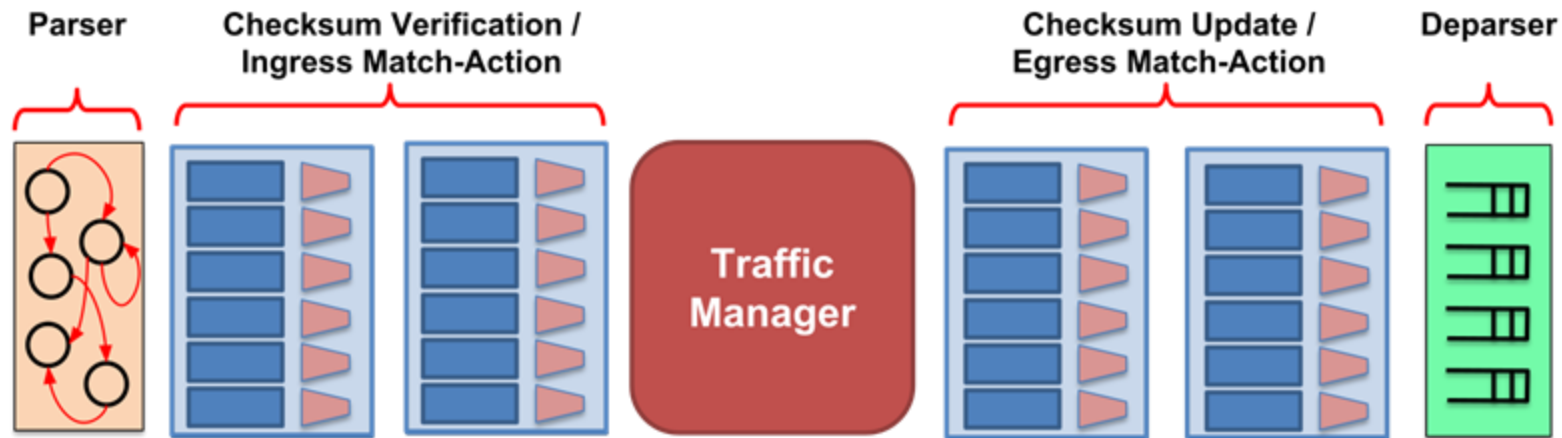 Parser
Checksum Verification /
Ingress Match-Action
Checksum Update /
Egress Match-Action
Deparser
Traffic
Manager